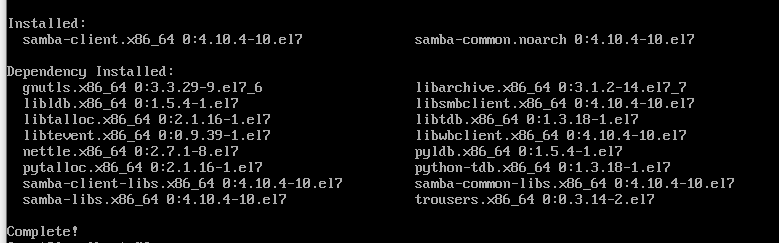 Installed:
samba-client.x86_64 0:4.10.4-10.el7 samba-common.noarch 0:4.10.4-10.el7
Dependency Installed:
gnutls.x86_64 0:3.3.29-9.el7_6 libarchive.x86_64 0:3.1.2-14.el7_7
libldb.x86_64 0:1.5.4-1.el7 libsmbclient.x86_64 0:4.10.4-10.el7
libtalloc.x86_64 0:2.1.16-1.el7 libtdb.x86_64 0:1.3.18-1.el7
libtevent.x86_64 0:0.9.39-1.el7 libwbclient.x86_64 0:4.10.4-10.el7
nettle.x86_64 0:2.7.1-8.el7 pyldb.x86_64 0:1.5.4-1.el7
pytalloc.x86_64 0:2.1.16-1.el7 python-tdb.x86_64 0:1.3.18-1.el7
samba-client-libs.x86_64 0:4.10.4-10.el7 samba-common-libs.x86_64 0:4.10.4-10.el7
samba-libs.x86_64 0:4.10.4-10.el7 trousers.x86_64 0:0.3.14-2.el7
Complete!